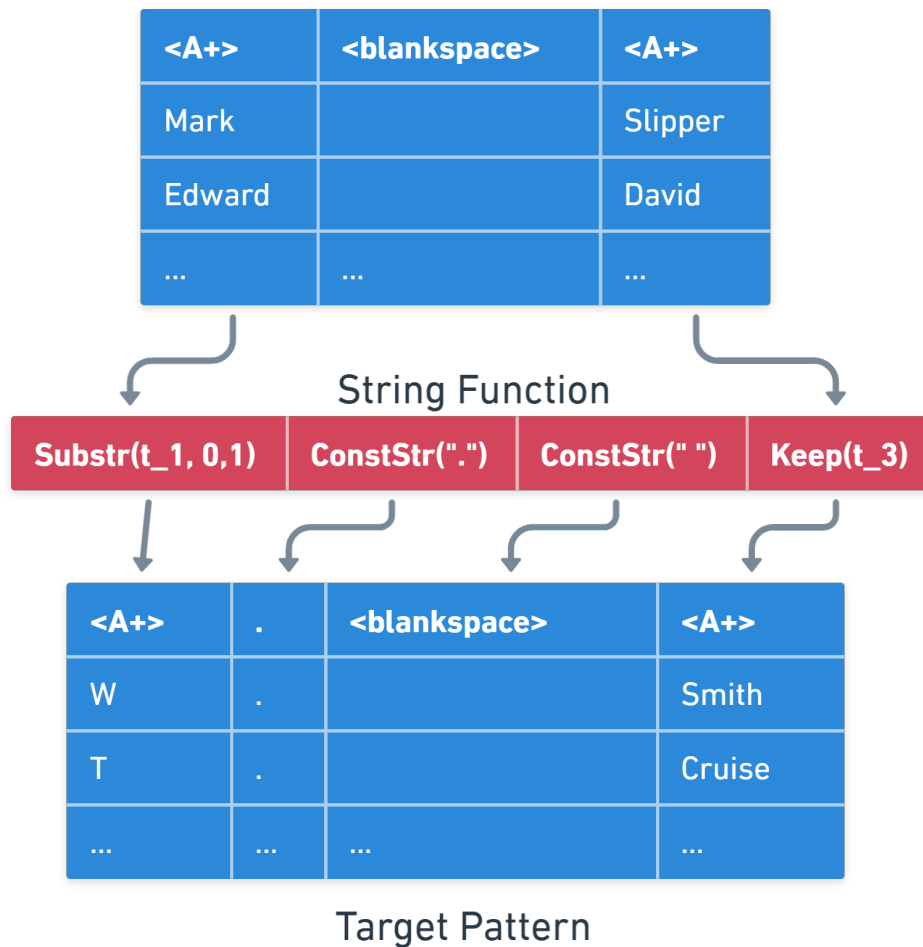 <A+> <blankspace> <A+>
Mark Slipper
Edward David
... ... ...
String Function
Substr(t_1, 0,1) ConstStr(".") ConstStr(" ") Keep(t_3)
<A+> . <blankspace> <A+>
W . Smith
T . Cruise
... ... ... ...
Target Pattern